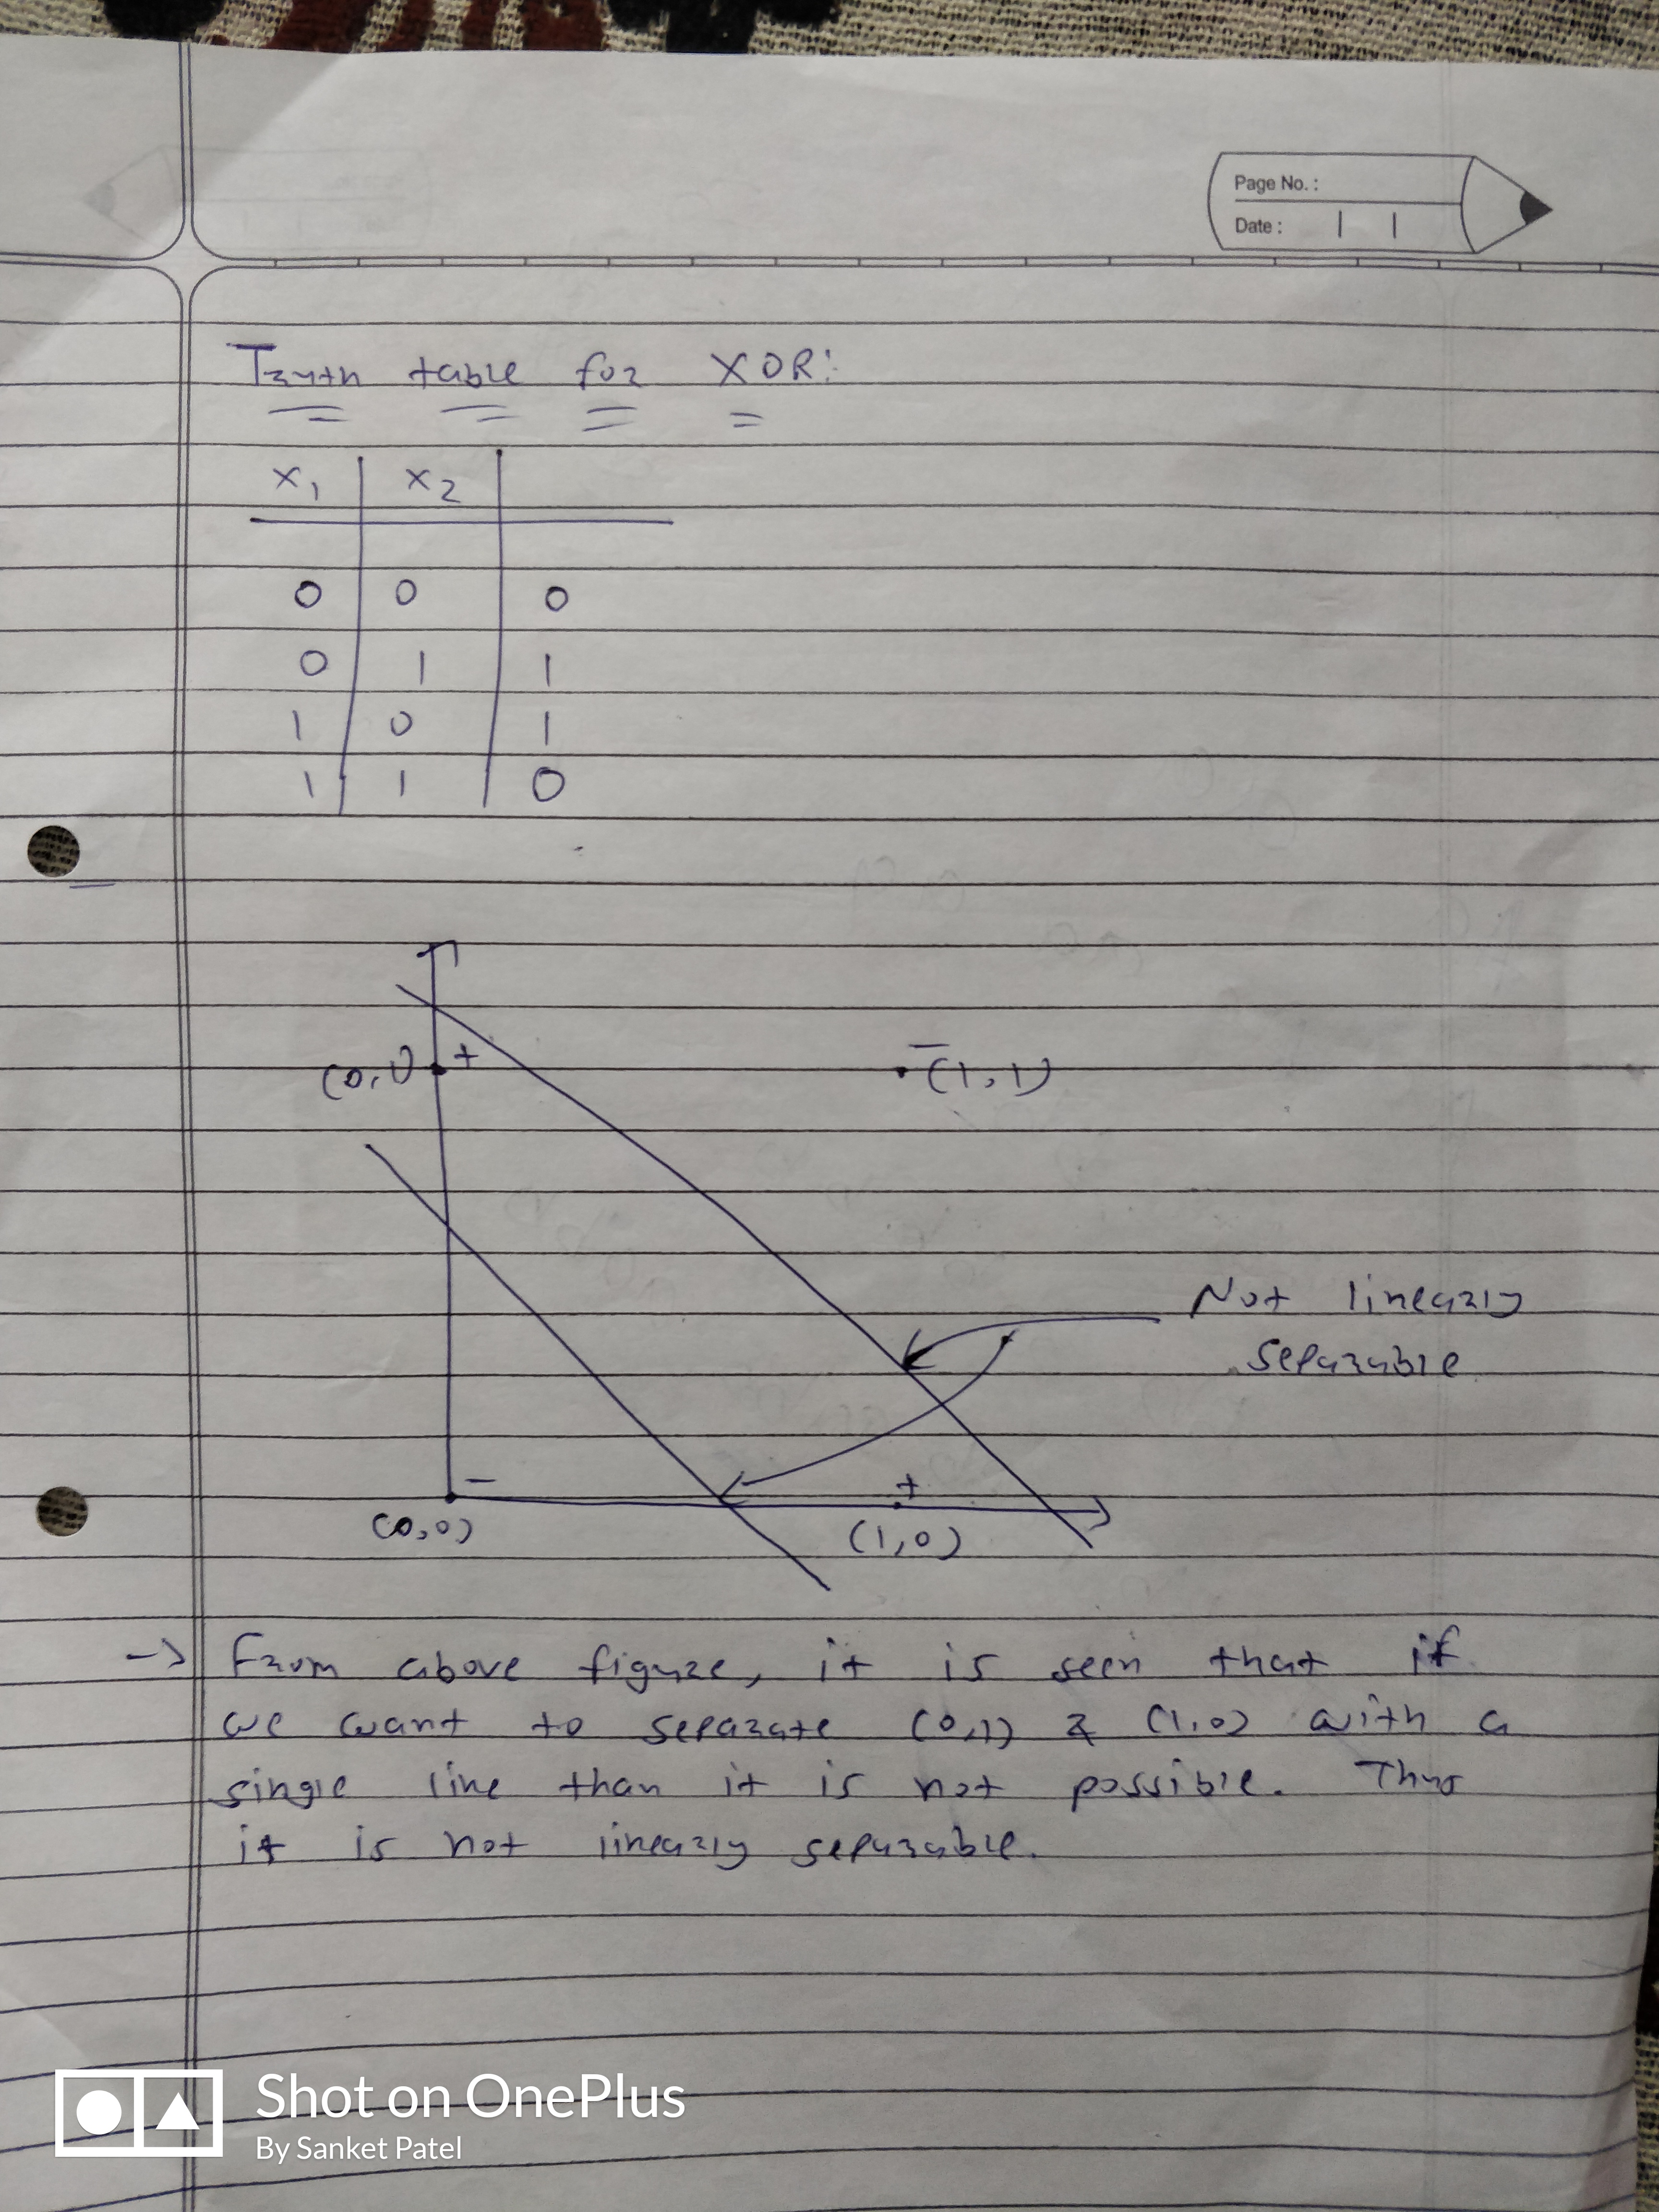 Page No. :
Date :
Truth table for XOR:
x1 x2
0 0 0
0 1 1
1 0 1
1 1 0
(0,1) +
- (1,1)
Not linearly
separable
- +
(0,0) (1,0)
-> From above figure, it is seen that if
we want to separate (0,1) & (1,0) with a
single line than it is not possible. Thus
it is not linearly separable.
Shot on OnePlus
By Sanket Patel